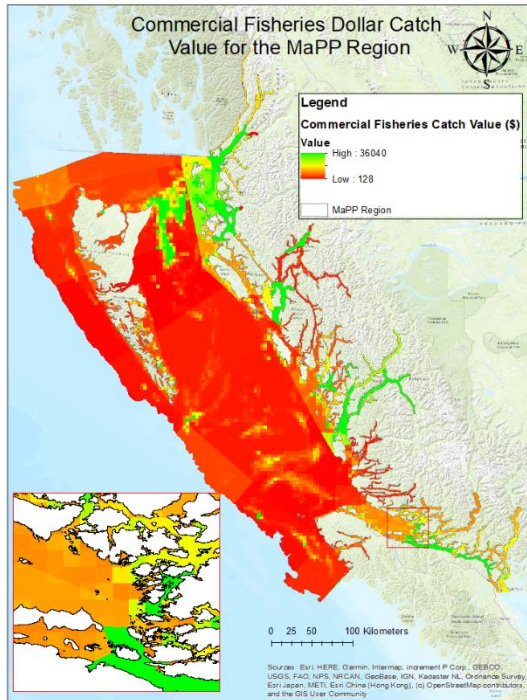 Commercial Fisheries Dollar Catch
Value for the MaPP Region
N
W
E
S
Legend
Commercial Fisheries Catch Value ($)
Value
High : 36040
Low : 128
MaPP Region
0 25 50 100 Kilometers
Sources: Esri, HERE, Garmin, Intermap, increment P Corp., GEBCO,
USGS, FAO, NPS, NRCAN, GeoBase, IGN, Kadaster NL, Ordnance Survey,
Esri Japan, METI, Esri China (Hong Kong), (c) OpenStreetMap contributors,
and the GIS User Community